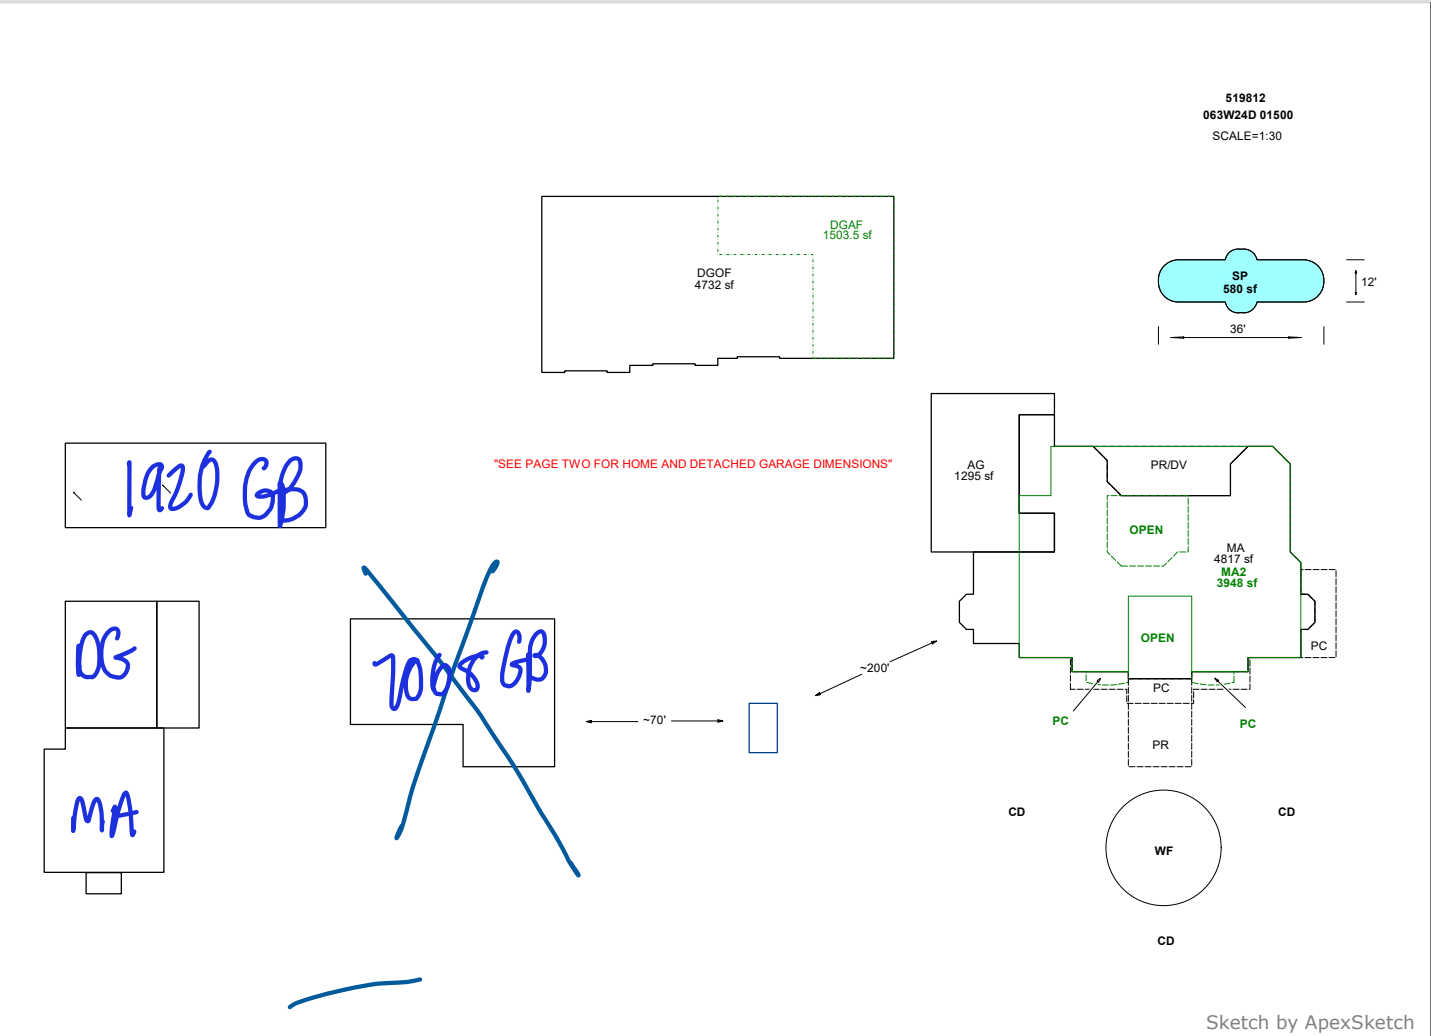 519812
063W24D 01500
SCALE=1:30
DGAF
1503.5 sf
DGOF
4732 sf
SP
580 sf
12'
36'
"SEE PAGE TWO FOR HOME AND DETACHED GARAGE DIMENSIONS"
AG
1295 sf
PR/DV
1920 GB
OPEN
MA
4817 sf
MA2
3948 sf
DG
OPEN
PC
2008 GB
~200'
PC
~70'
PC
PC
PR
MA
CD
CD
WF
CD
Sketch by ApexSketch